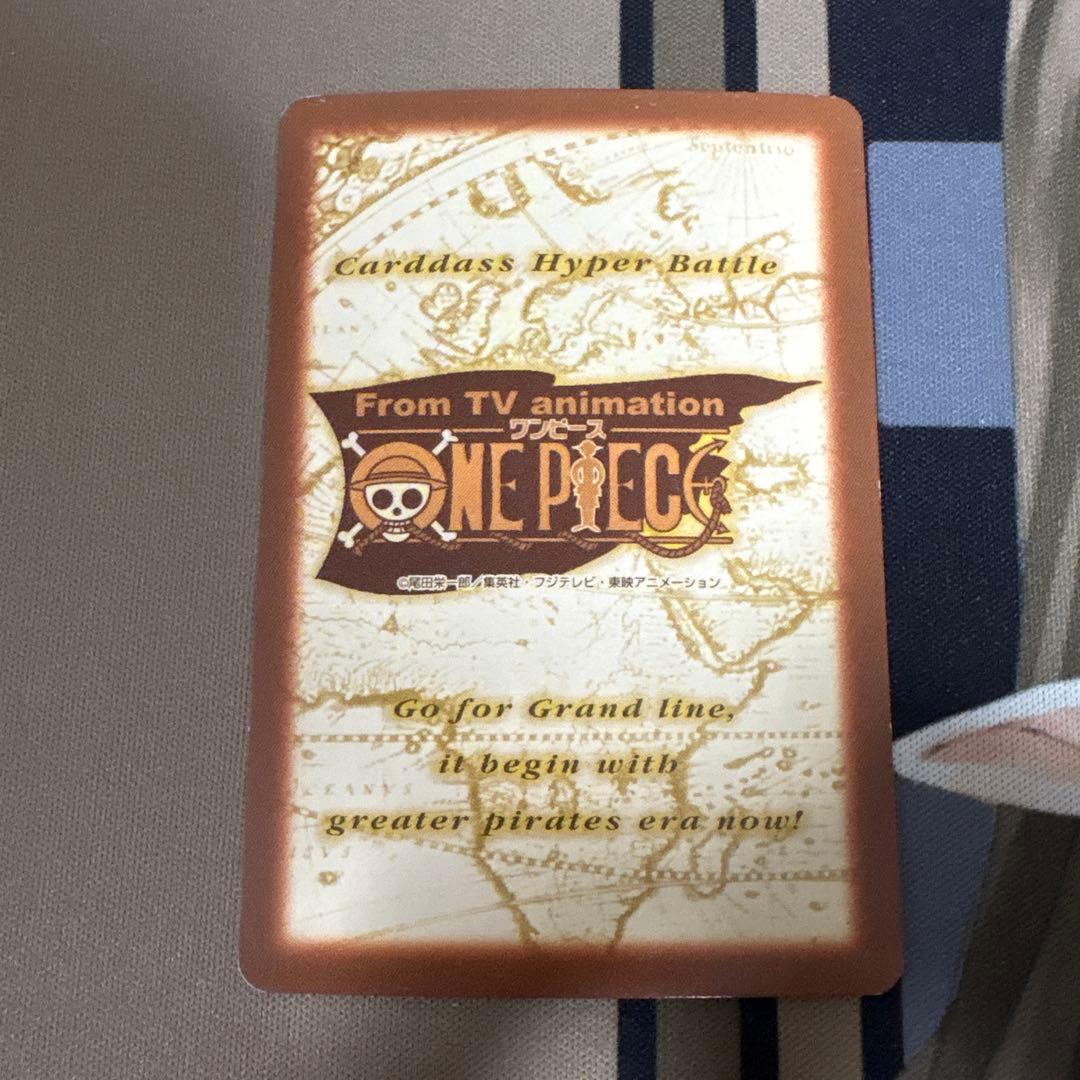 Septentrio
Carddass Hyper Battle
From TV animation
ワンピース
ONE PIECE
©尾田栄一郎/集英社・フジテレビ・東映アニメーション
Go for Grand line,
it begin with
greater pirates era now!